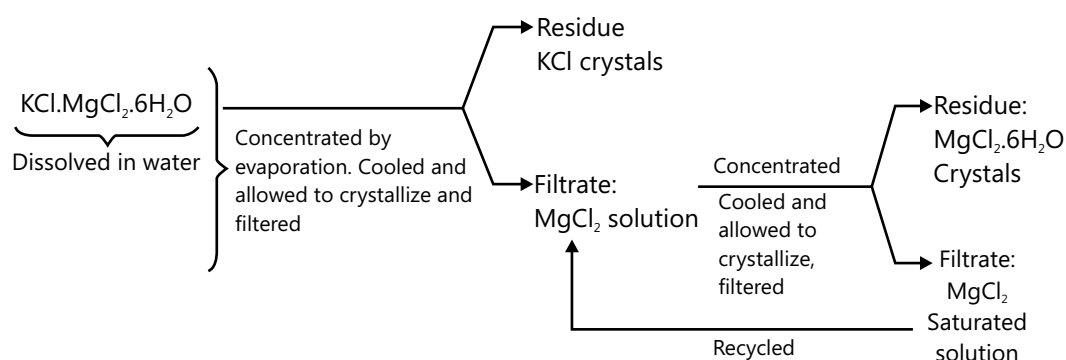 KCl.MgCl₂.6H₂O
Dissolved in water
Concentrated by
evaporation. Cooled and
allowed to crystallize and
filtered
Residue
KCl crystals
Filtrate:
MgCl₂ solution
Concentrated
Cooled and
allowed to
crystallize,
filtered
Residue:
MgCl₂.6H₂O
Crystals
Filtrate:
MgCl₂
Saturated
solution
Recycled